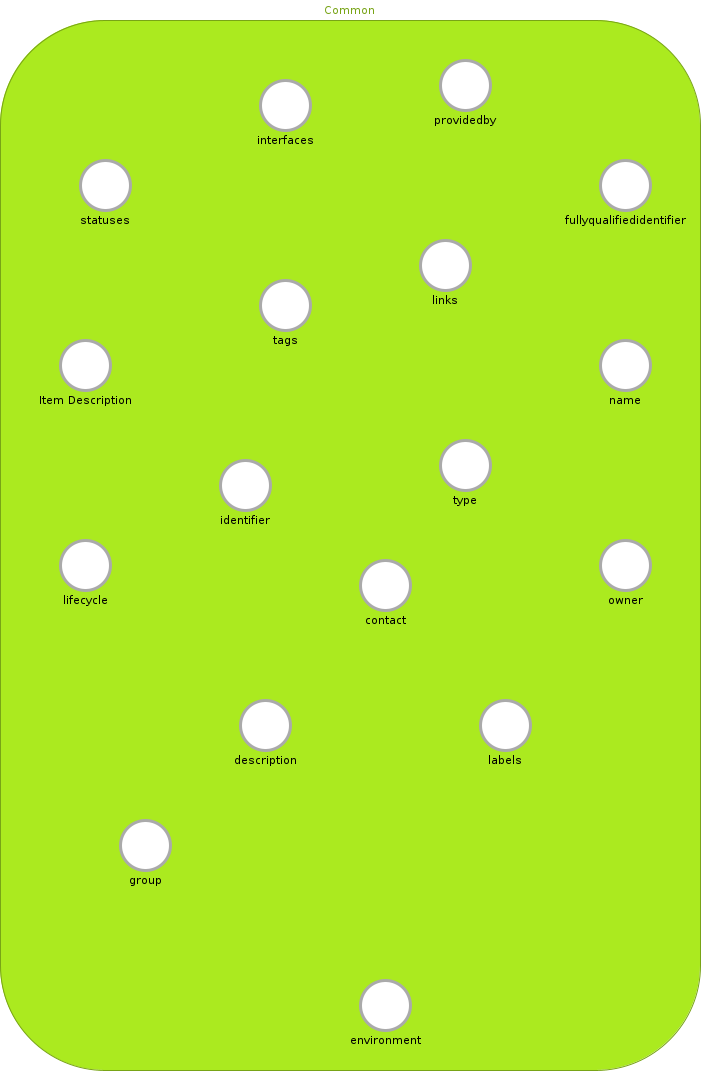 Common
providedby
interfaces
statuses
fullyqualifiedidentifier
links
tags
Item Description
name
type
identifier
lifecycle
owner
contact
description
labels
group
environment